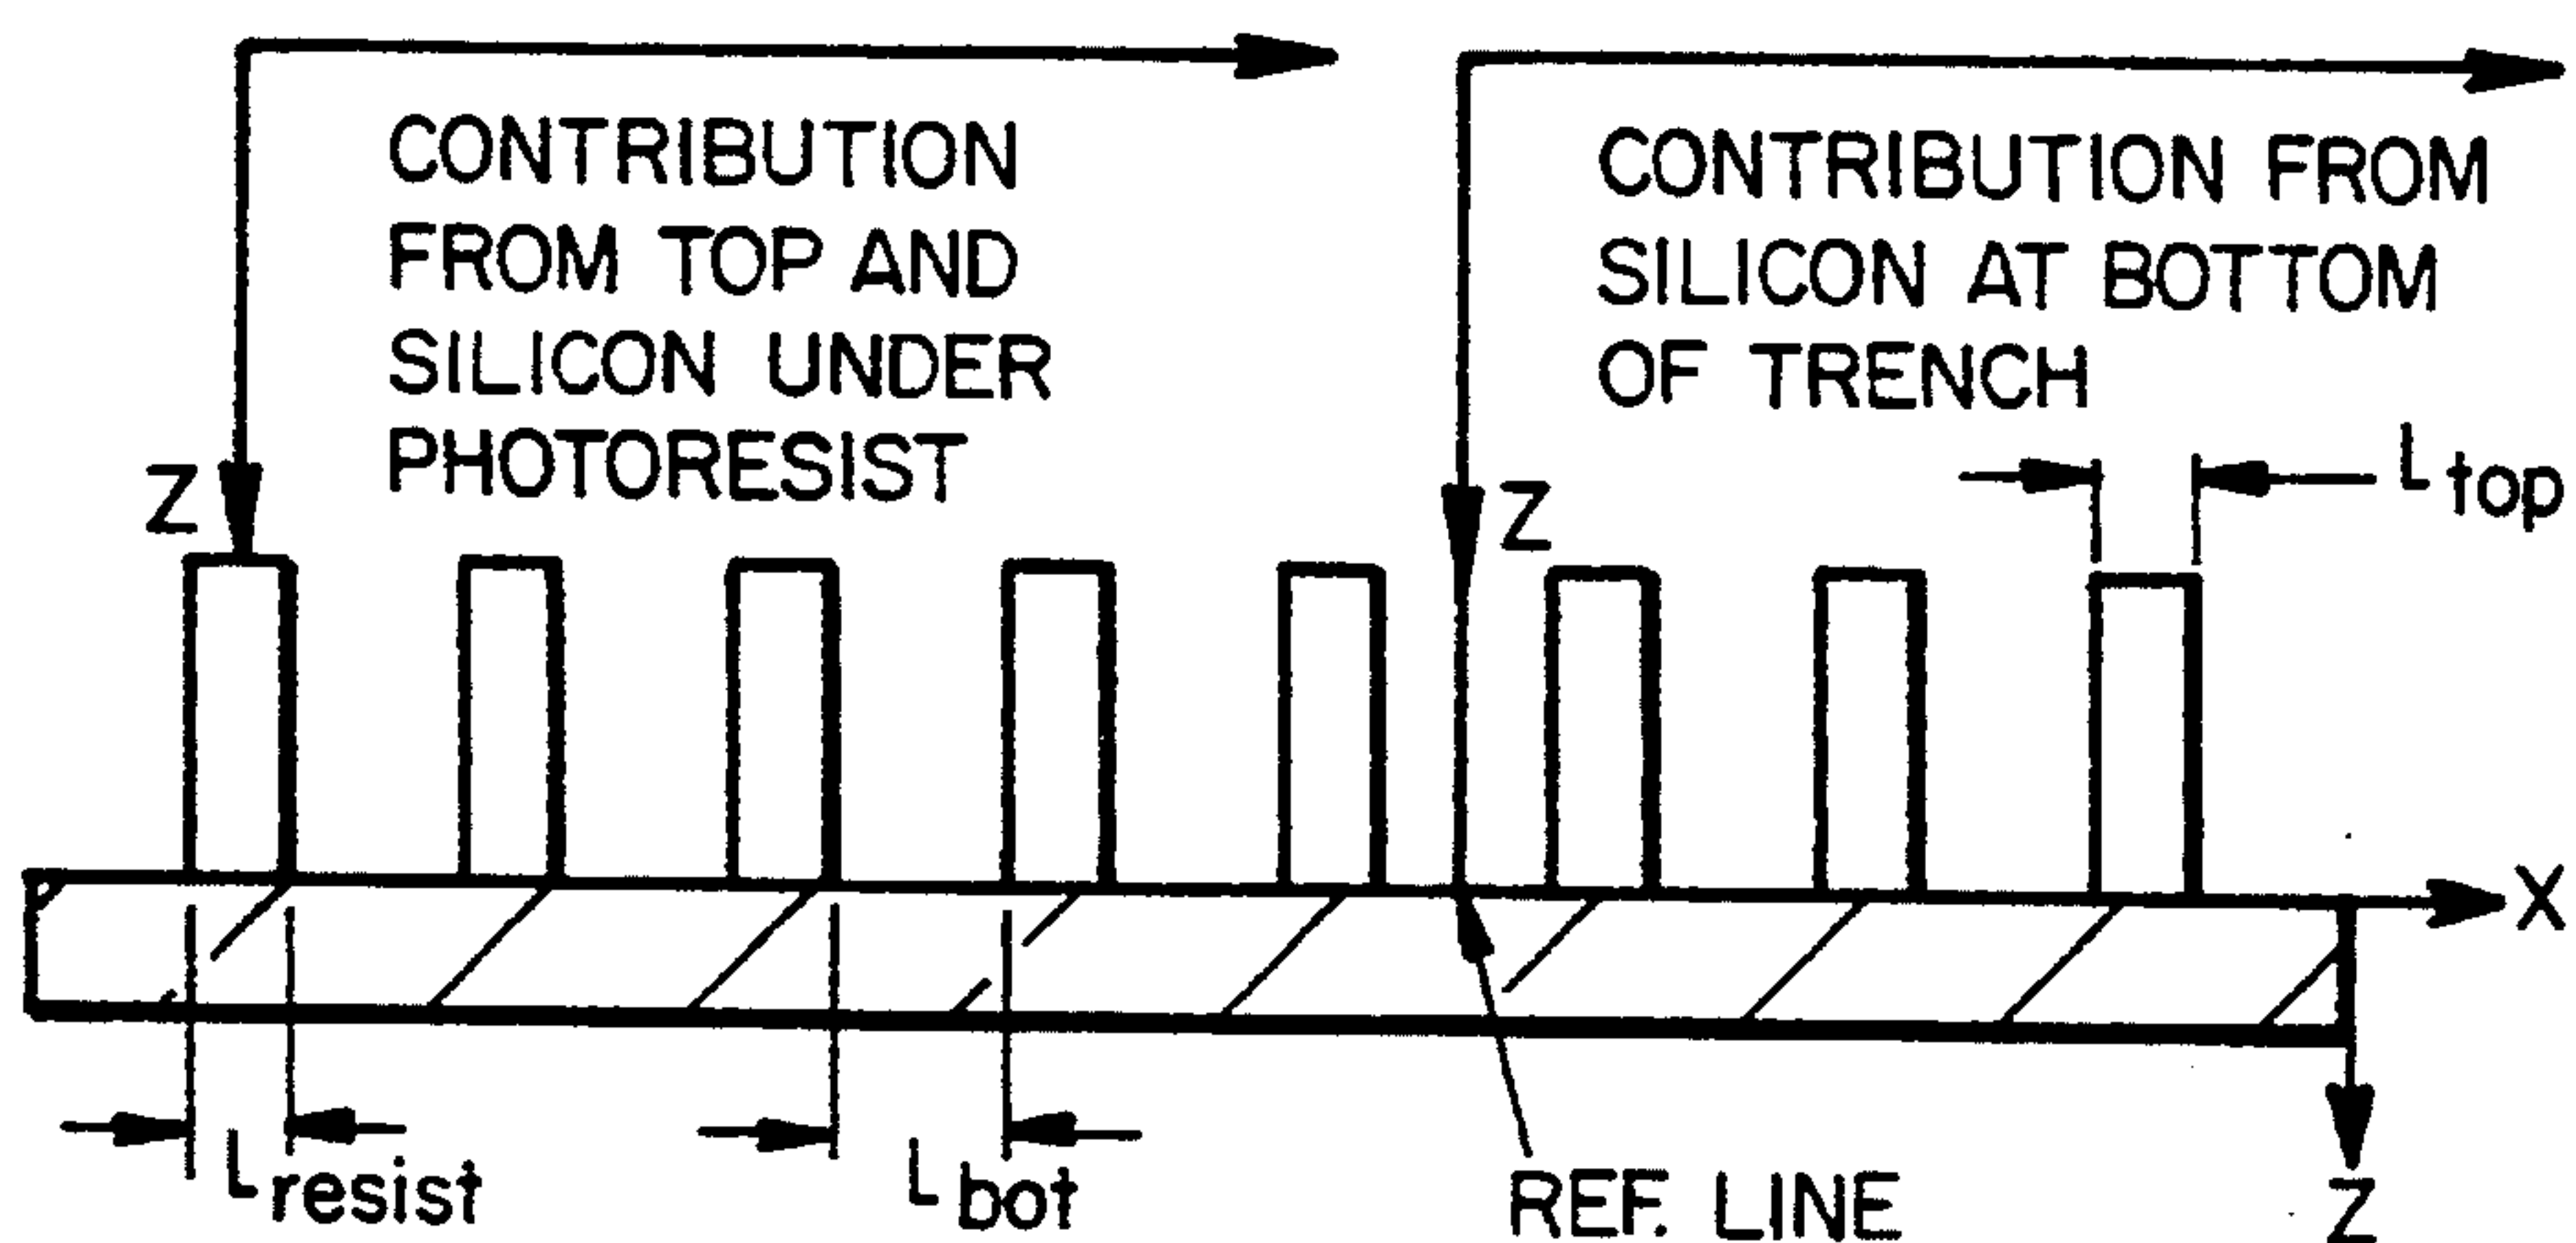 CONTRIBUTION
FROM TOP AND
SILICON UNDER
PHOTORESIST
CONTRIBUTION FROM
SILICON AT BOTTOM
OF TRENCH
Z
Z
L top
X
L resist
L bot
REF. LINE
Z